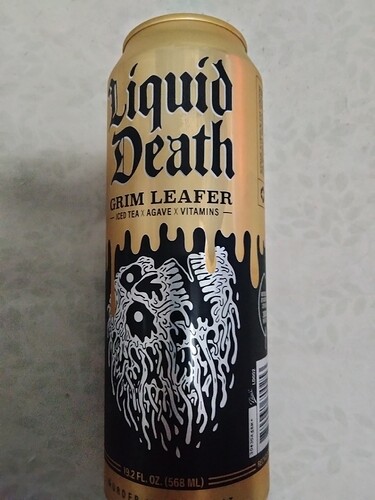 Liquid
Death
GRIM LEAFER
ICED TEA x AGAVE x VITAMINS
19.2 FL. OZ. (568 ML)